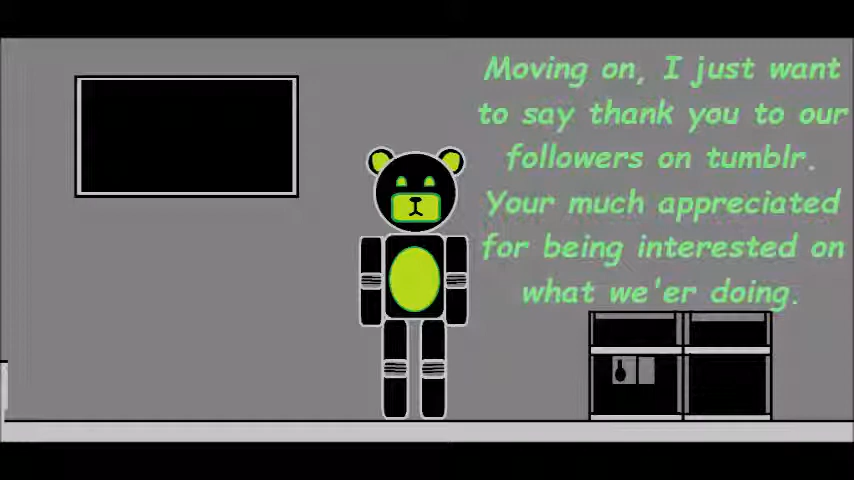 Moving on, I just want
to say thank you to our
followers on tumblr.
Your much appreciated
for being interested on
what we'er doing.